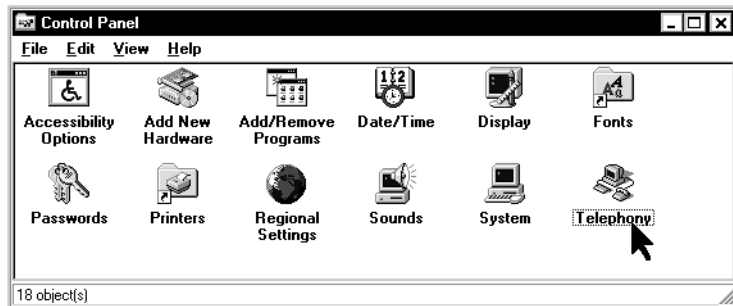 Control Panel
File Edit View Help
Accessibility Options
Add New Hardware
Add/Remove Programs
Date/Time
Display
Fonts
Passwords
Printers
Regional Settings
Sounds
System
Telephony
18 object(s)